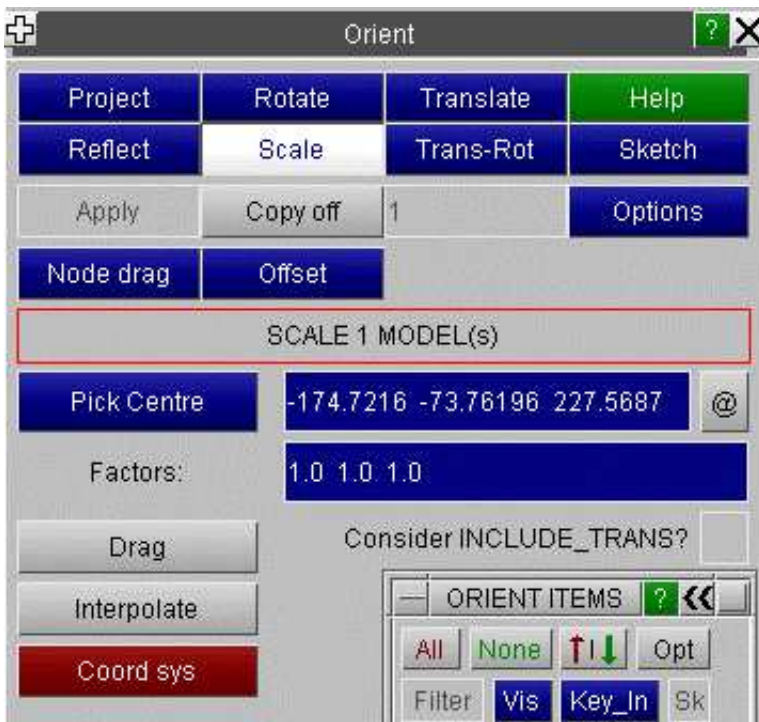 Orient ?
Project Rotate Translate Help
Reflect Scale Trans-Rot Sketch
Apply Copy off 1 Options
Node drag Offset
SCALE 1 MODEL(s)
Pick Centre -174.7216 -73.76196 227.5687 @
Factors: 1.0 1.0 1.0
Drag Consider INCLUDE_TRANS?
Interpolate ORIENT ITEMS ?
All None Opt
Coord sys
Filter Vis Key_In Sk